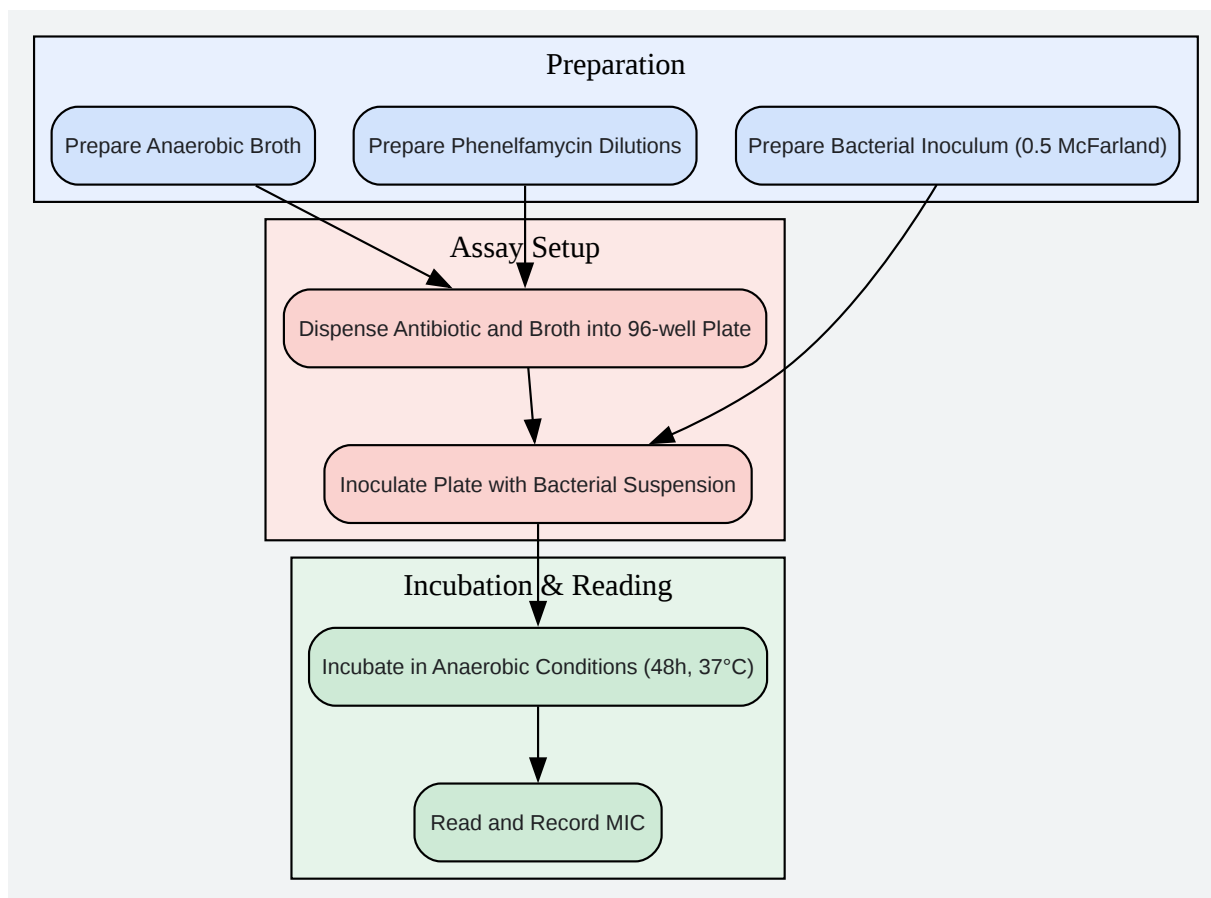 Preparation
Prepare Anaerobic Broth
Prepare Phenelfamycin Dilutions
Prepare Bacterial Inoculum (0.5 McFarland)
Assay Setup
Dispense Antibiotic and Broth into 96-well Plate
Inoculate Plate with Bacterial Suspension
Incubation & Reading
Incubate in Anaerobic Conditions (48h, 37°C)
Read and Record MIC